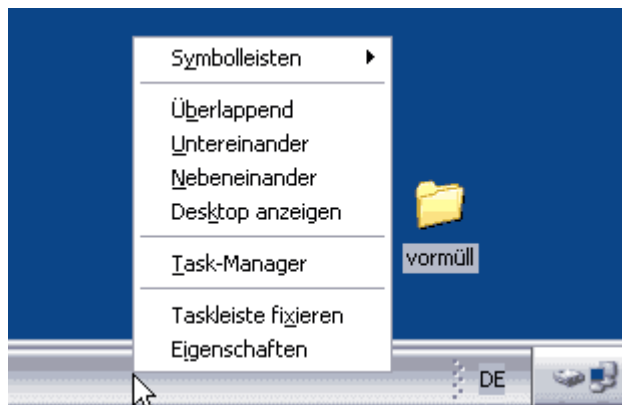 Symbolleisten
Überlappend
Untereinander
Nebeneinander
Desktop anzeigen
Task-Manager
Taskleiste fixieren
Eigenschaften
vormüll
DE